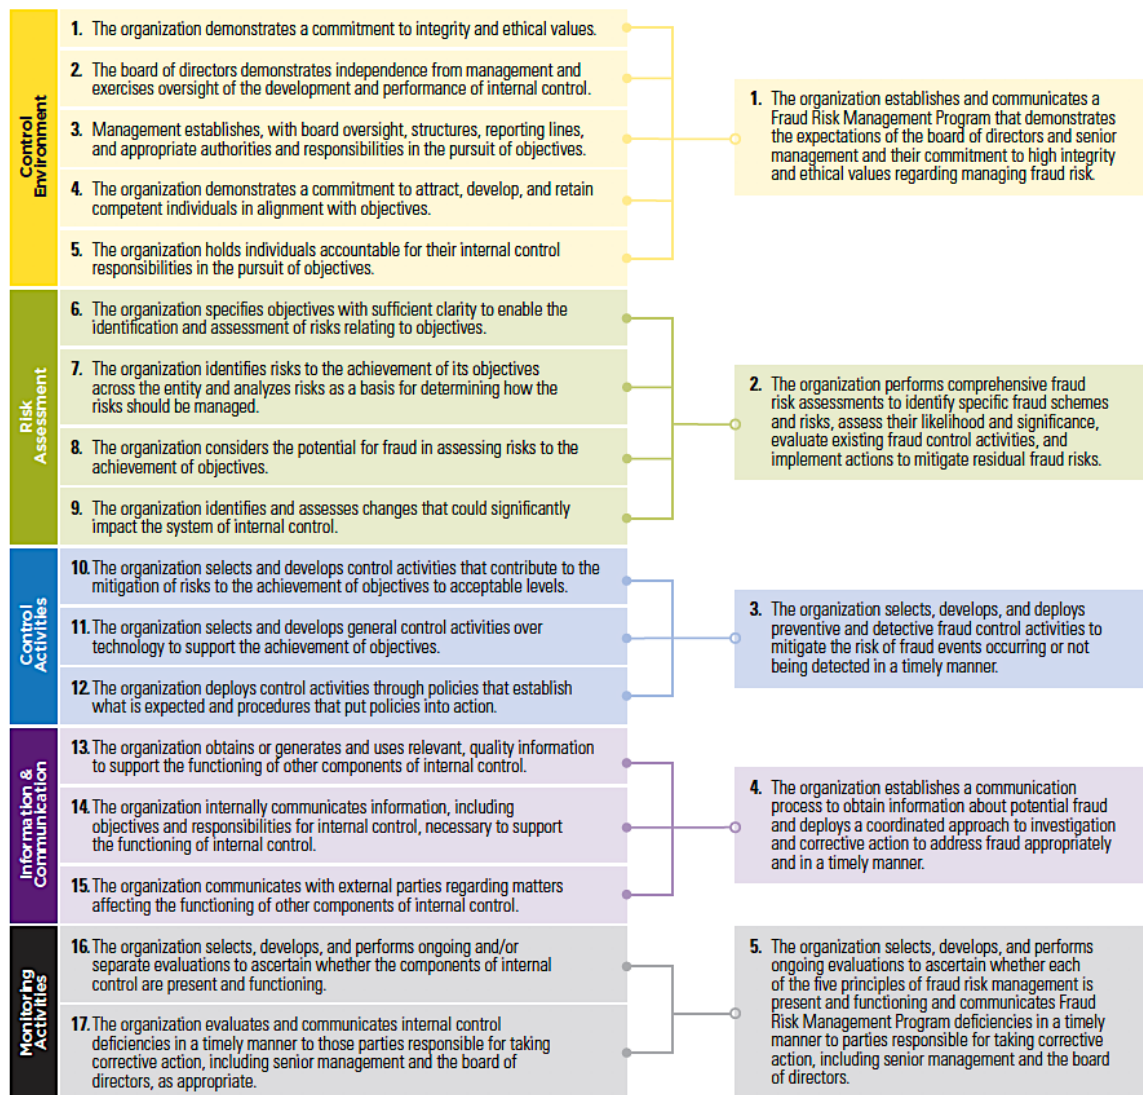 Control
Environment
1. The organization demonstrates a commitment to integrity and ethical values.
2. The board of directors demonstrates independence from management and
exercises oversight of the development and performance of internal control.
3. Management establishes, with board oversight, structures, reporting lines,
and appropriate authorities and responsibilities in the pursuit of objectives.
4. The organization demonstrates a commitment to attract, develop, and retain
competent individuals in alignment with objectives.
5. The organization holds individuals accountable for their internal control
responsibilities in the pursuit of objectives.
1. The organization establishes and communicates a
Fraud Risk Management Program that demonstrates
the expectations of the board of directors and senior
management and their commitment to high integrity
and ethical values regarding managing fraud risk.
Risk
Assessment
6. The organization specifies objectives with sufficient clarity to enable the
identification and assessment of risks relating to objectives.
7. The organization identifies risks to the achievement of its objectives
across the entity and analyzes risks as a basis for determining how the
risks should be managed.
8. The organization considers the potential for fraud in assessing risks to the
achievement of objectives.
9. The organization identifies and assesses changes that could significantly
impact the system of internal control.
2. The organization performs comprehensive fraud
risk assessments to identify specific fraud schemes
and risks, assess their likelihood and significance,
evaluate existing fraud control activities, and
implement actions to mitigate residual fraud risks.
Control
Activities
10. The organization selects and develops control activities that contribute to the
mitigation of risks to the achievement of objectives to acceptable levels.
11. The organization selects and develops general control activities over
technology to support the achievement of objectives.
12. The organization deploys control activities through policies that establish
what is expected and procedures that put policies into action.
3. The organization selects, develops, and deploys
preventive and detective fraud control activities to
mitigate the risk of fraud events occurring or not
being detected in a timely manner.
Information &
Communication
13. The organization obtains or generates and uses relevant, quality information
to support the functioning of other components of internal control.
14. The organization internally communicates information, including
objectives and responsibilities for internal control, necessary to support
the functioning of internal control.
15. The organization communicates with external parties regarding matters
affecting the functioning of other components of internal control.
4. The organization establishes a communication
process to obtain information about potential fraud
and deploys a coordinated approach to investigation
and corrective action to address fraud appropriately
and in a timely manner.
Monitoring
Activities
16. The organization selects, develops, and performs ongoing and/or
separate evaluations to ascertain whether the components of internal
control are present and functioning.
17. The organization evaluates and communicates internal control
deficiencies in a timely manner to those parties responsible for taking
corrective action, including senior management and the board of
directors, as appropriate.
5. The organization selects, develops, and performs
ongoing evaluations to ascertain whether each
of the five principles of fraud risk management is
present and functioning and communicates Fraud
Risk Management Program deficiencies in a timely
manner to parties responsible for taking corrective
action, including senior management and the board
of directors.